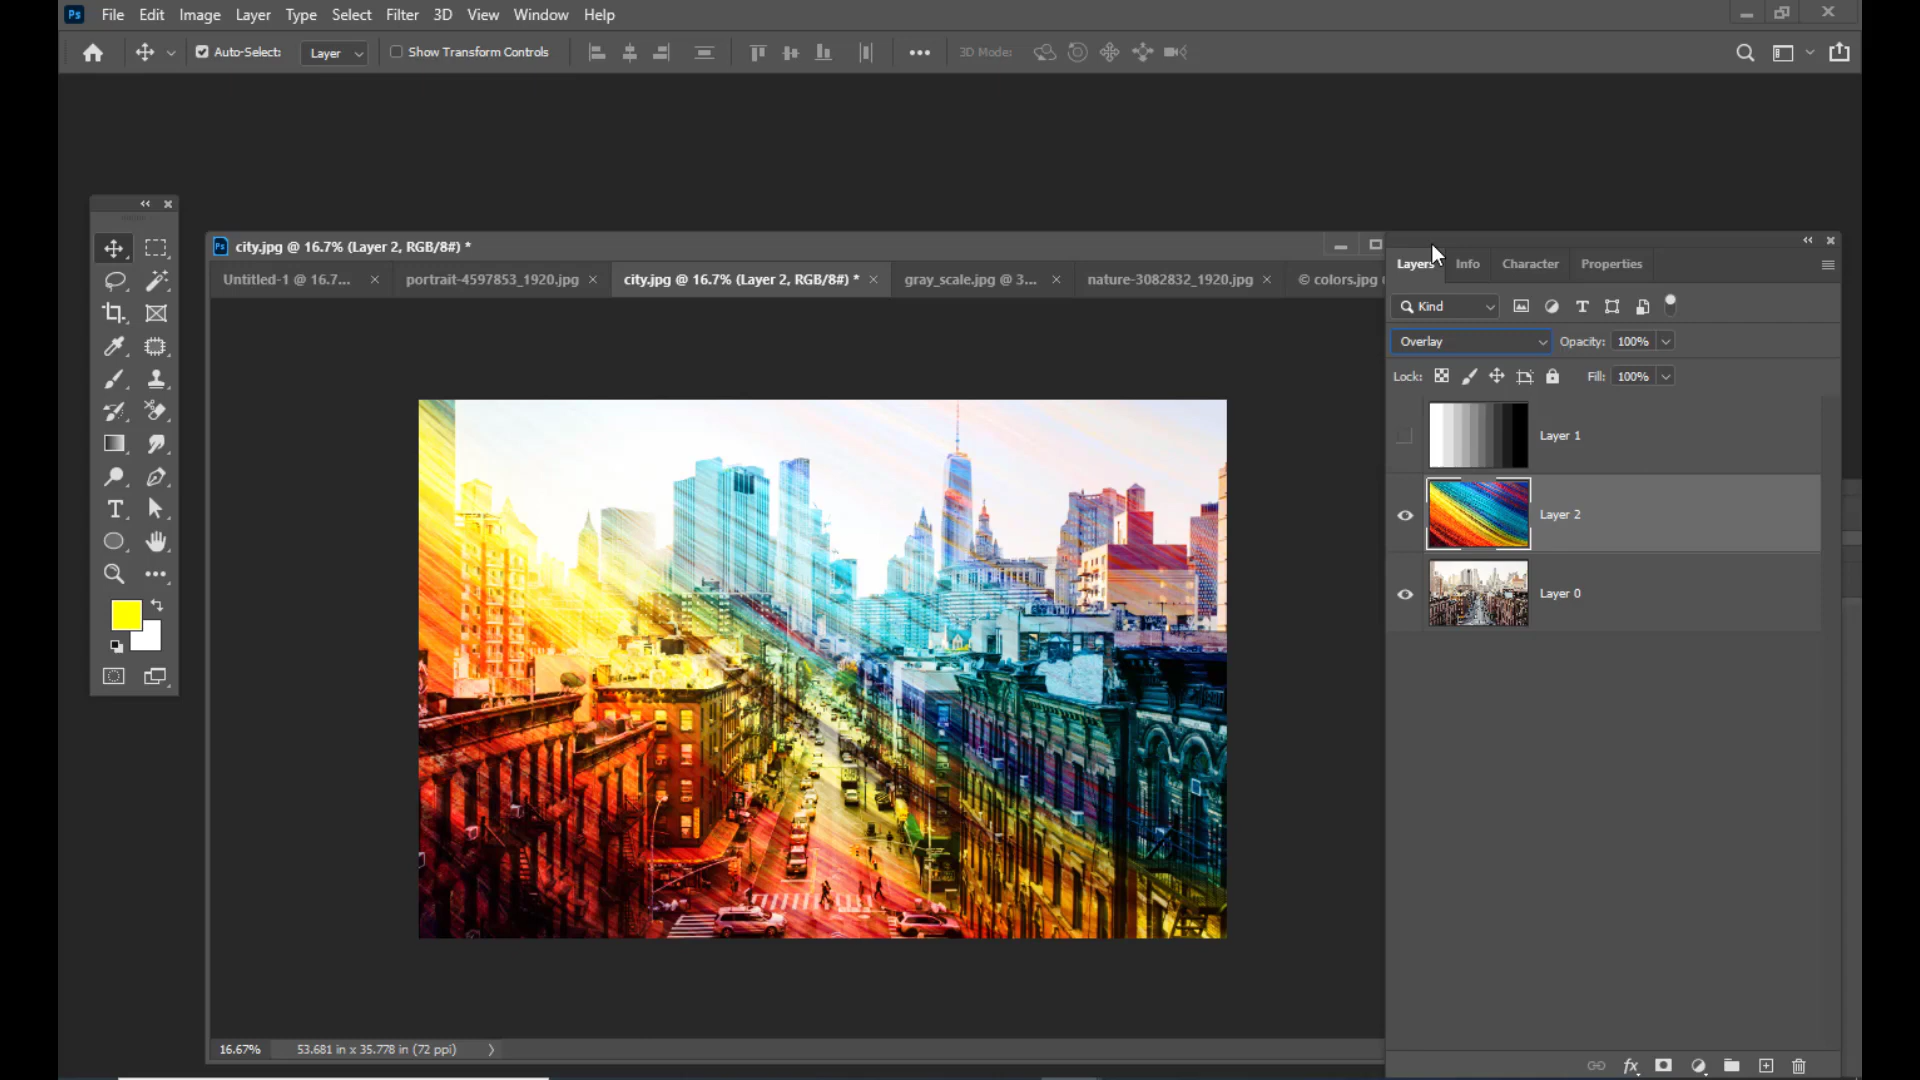 Ps File Edit Image Layer Type Select Filter 3D View Window Help
Auto-Select: Layer Show Transform Controls 3D Mode:
Ps city.jpg @ 16.7% (Layer 2, RGB/8#) *
Untitled-1 @ 16.7... portrait-4597853_1920.jpg city.jpg @ 16.7% (Layer 2, RGB/8#) * gray_scale.jpg @ 3... nature-3082832_1920.jpg © colors.jpg
Layers Info Character Properties
Kind
Overlay Opacity: 100%
Lock: Fill: 100%
Layer 1
Layer 2
Layer 0
16.67% 53.681 in x 35.778 in (72 ppi)
fx